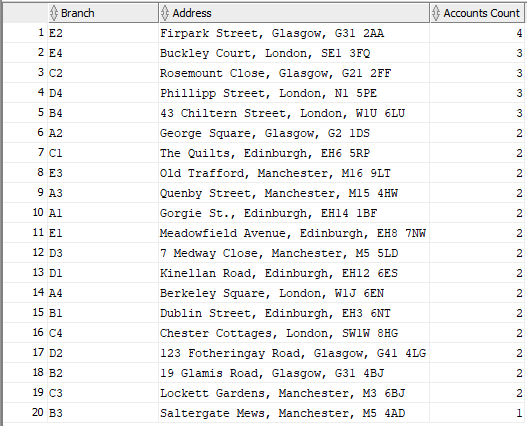 Branch Address Accounts Count
1 E2 Firpark Street, Glasgow, G31 2AA 4
2 E4 Buckley Court, London, SE1 3FQ 3
3 C2 Rosemount Close, Glasgow, G21 2FF 3
4 D4 Phillipp Street, London, N1 5PE 3
5 B4 43 Chiltern Street, London, W1U 6LU 3
6 A2 George Square, Glasgow, G2 1DS 2
7 C1 The Quilts, Edinburgh, EH6 5RP 2
8 E3 Old Trafford, Manchester, M16 9LT 2
9 A3 Quenby Street, Manchester, M15 4HW 2
10 A1 Gorgie St., Edinburgh, EH14 1BF 2
11 E1 Meadowfield Avenue, Edinburgh, EH8 7NW 2
12 D3 7 Medway Close, Manchester, M5 5LD 2
13 D1 Kinellan Road, Edinburgh, EH12 6ES 2
14 A4 Berkeley Square, London, W1J 6EN 2
15 B1 Dublin Street, Edinburgh, EH3 6NT 2
16 C4 Chester Cottages, London, SW1W 8HG 2
17 D2 123 Fotheringay Road, Glasgow, G41 4LG 2
18 B2 19 Glamis Road, Glasgow, G31 4BJ 2
19 C3 Lockett Gardens, Manchester, M3 6BJ 2
20 B3 Saltergate Mews, Manchester, M5 4AD 1